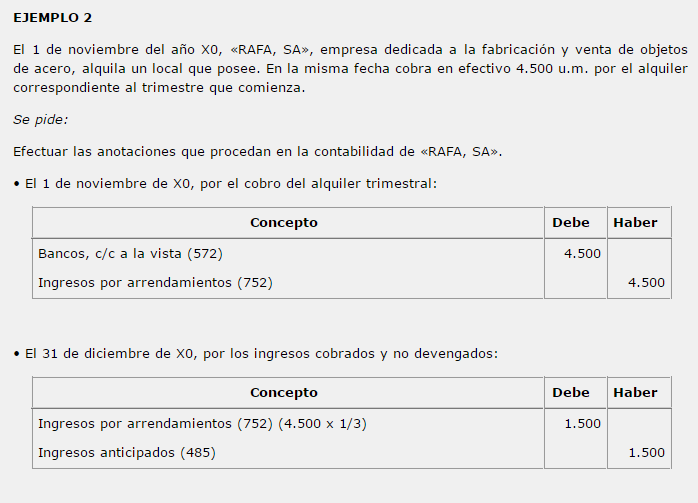 EJEMPLO 2
El 1 de noviembre del año X0, «RAFA, SA», empresa dedicada a la fabricación y venta de objetos
de acero, alquila un local que posee. En la misma fecha cobra en efectivo 4.500 u.m. por el alquiler
correspondiente al trimestre que comienza.
Se pide:
Efectuar las anotaciones que procedan en la contabilidad de «RAFA, SA».
• El 1 de noviembre de X0, por el cobro del alquiler trimestral:
Concepto Debe Haber
Bancos, c/c a la vista (572) 4.500
Ingresos por arrendamientos (752) 4.500
• El 31 de diciembre de X0, por los ingresos cobrados y no devengados:
Concepto Debe Haber
Ingresos por arrendamientos (752) (4.500 x 1/3) 1.500
Ingresos anticipados (485) 1.500